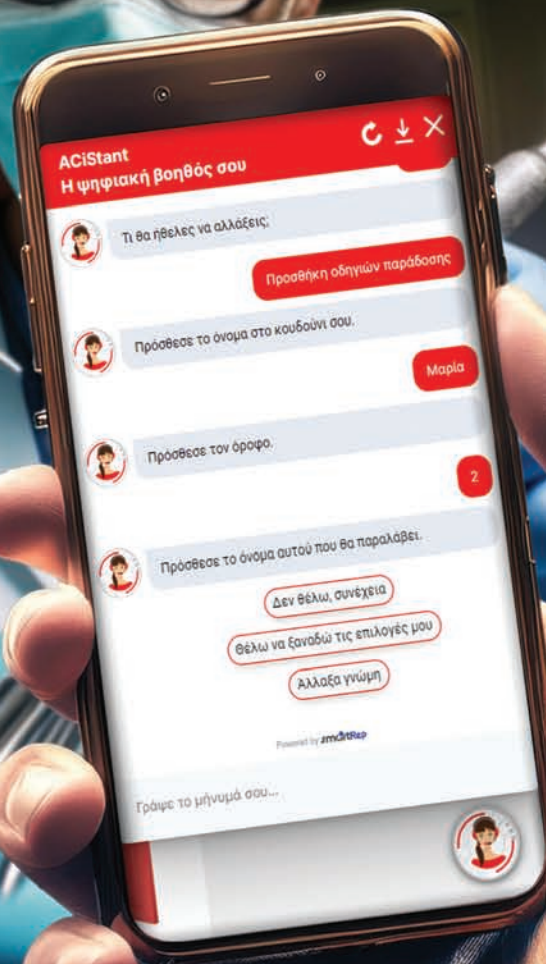 ACiStant
Η ψηφιακή βοηθός σου
Τι θα ήθελες να αλλάξεις;
Προσθήκη οδηγιών παράδοσης
Πρόσθεσε το όνομα στο κουδούνι σου.
Μαρία
Πρόσθεσε τον όροφο.
2
Πρόσθεσε το όνομα αυτού που θα παραλάβει.
Δεν θέλω, συνέχεια
Θέλω να ξαναδώ τις επιλογές μου
Άλλαξα γνώμη
Powered by smartRep
Γράψε το μήνυμά σου...